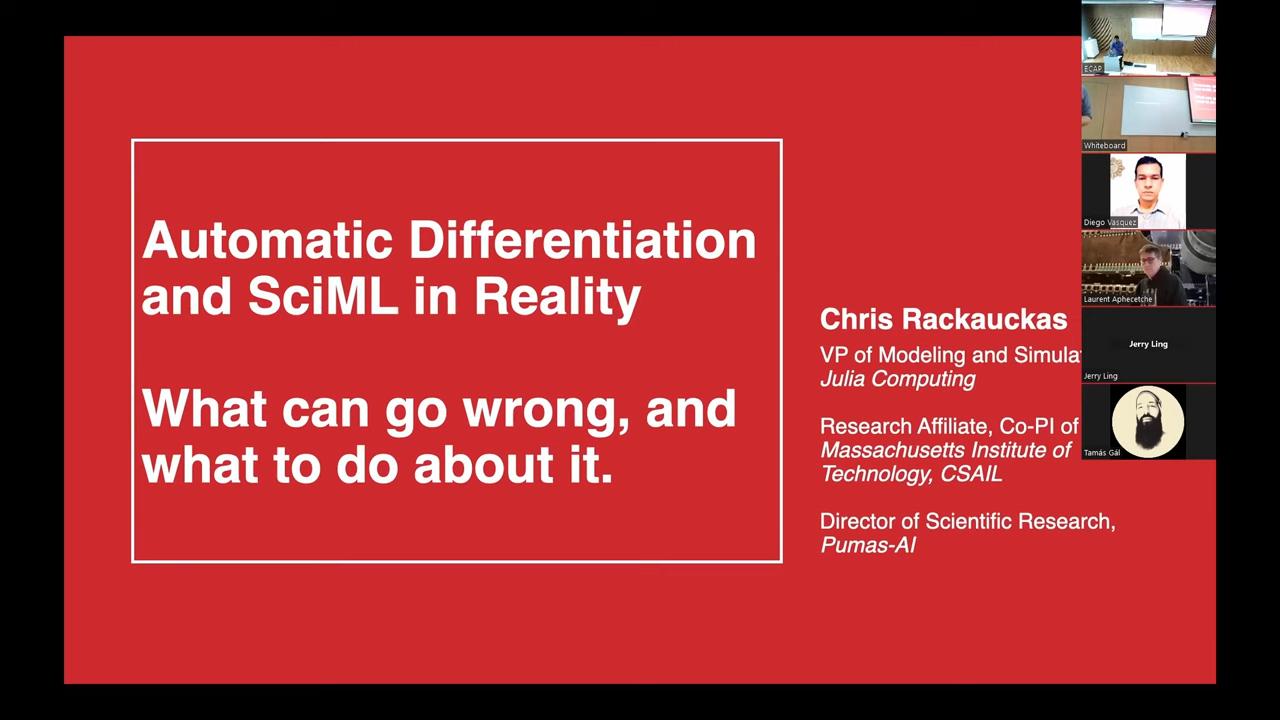 Automatic Differentiation
and SciML in Reality
What can go wrong, and
what to do about it.
Chris Rackauckas
VP of Modeling and Simula
Julia Computing
Research Affiliate, Co-PI of
Massachusetts Institute of
Technology, CSAIL
Director of Scientific Research,
Pumas-AI
ECAP
Whiteboard
Diego Vasquez
Laurent Aphecetche
Jerry Ling
Jerry Ling
Tamás Gál